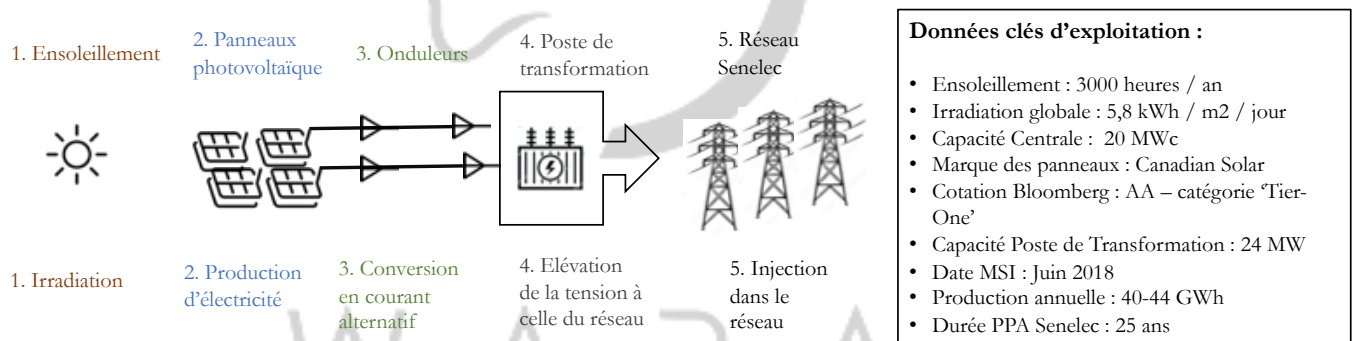 1. Ensoleillement
2. Panneaux
photovoltaïque
3. Onduleurs
4. Poste de
transformation
5. Réseau
Senelec
1. Irradiation
2. Production
d'électricité
3. Conversion
en courant
alternatif
4. Elévation
de la tension à
celle du réseau
5. Injection
dans le
réseau
Données clés d'exploitation :
• Ensoleillement : 3000 heures / an
• Irradiation globale : 5,8 kWh / m2 / jour
• Capacité Centrale : 20 MWc
• Marque des panneaux : Canadian Solar
• Cotation Bloomberg : AA – catégorie 'Tier-
One'
• Capacité Poste de Transformation : 24 MW
• Date MSI : Juin 2018
• Production annuelle : 40-44 GWh
• Durée PPA Senelec : 25 ans